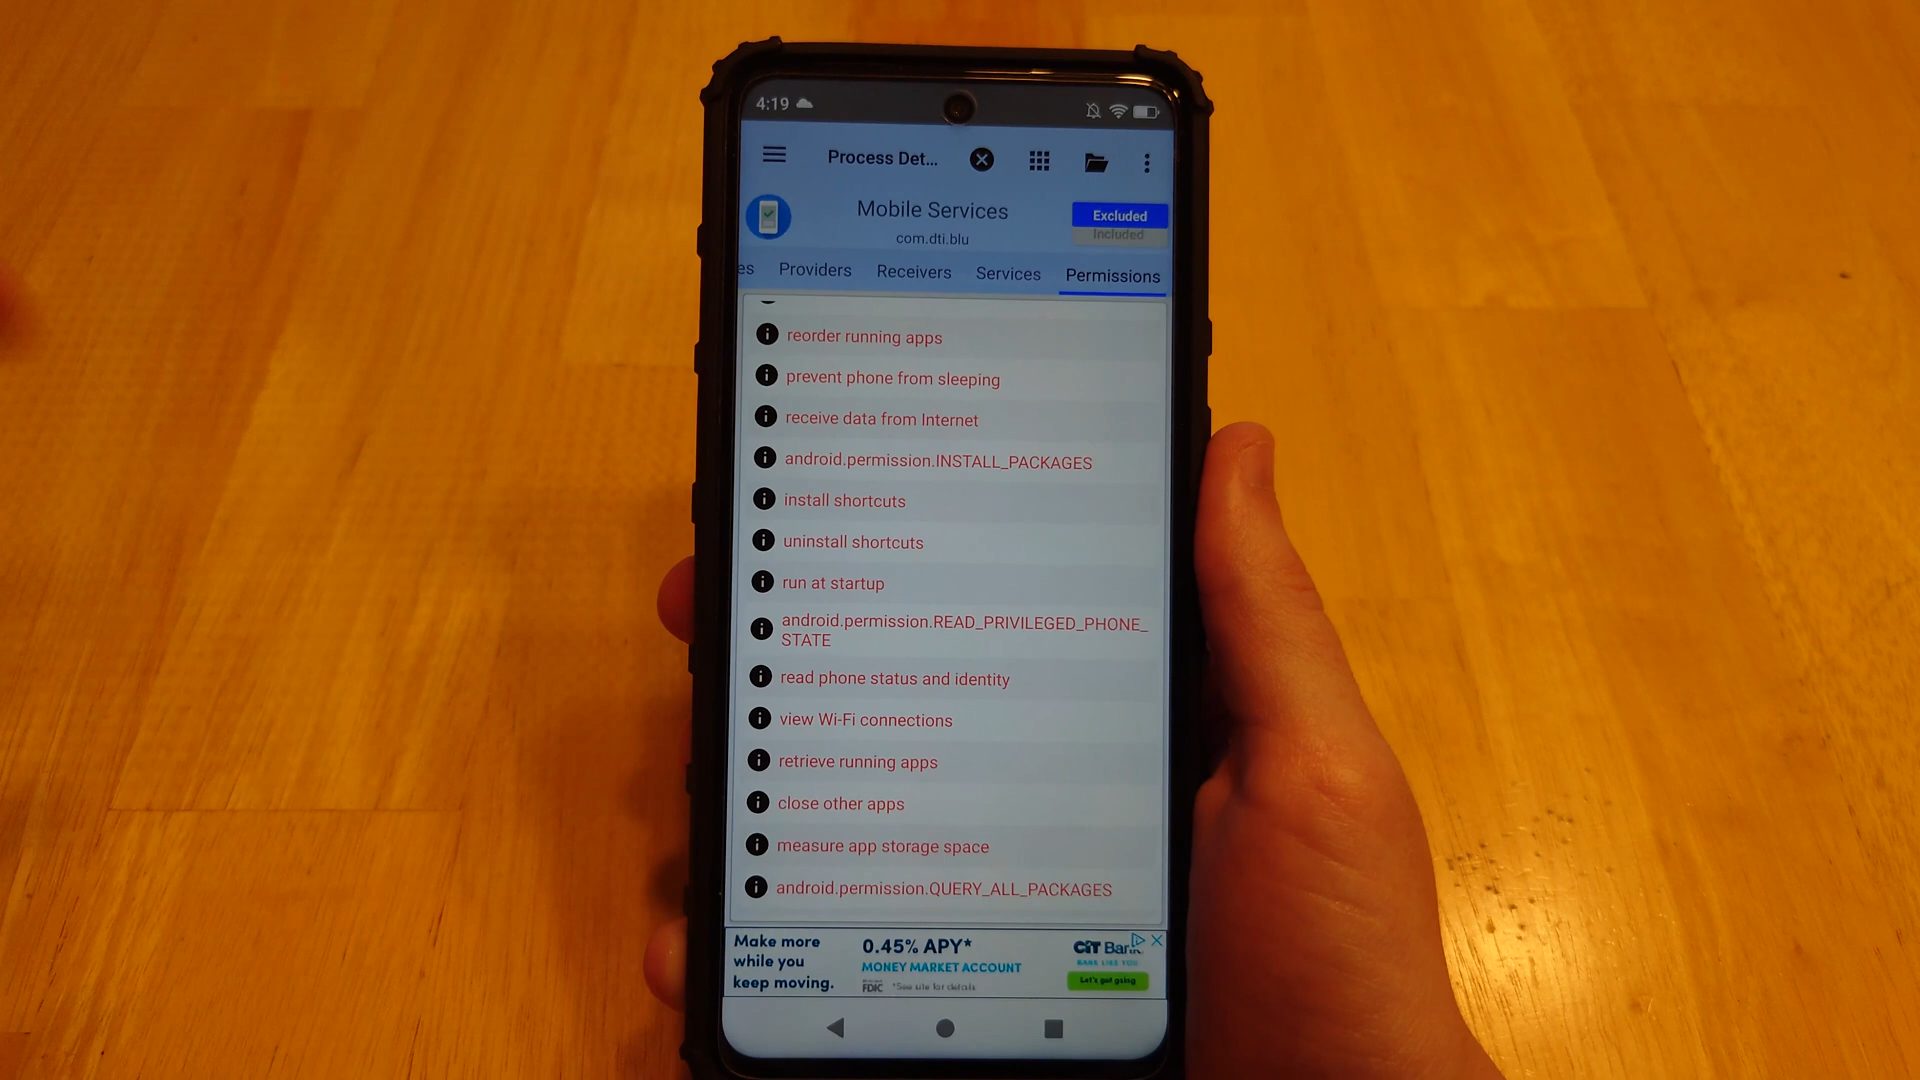 4:19
Process Det...
Mobile Services
Excluded
com.dti.blu
Included
es Providers Receivers Services Permissions
reorder running apps
prevent phone from sleeping
receive data from Internet
android.permission.INSTALL_PACKAGES
install shortcuts
uninstall shortcuts
run at startup
android.permission.READ_PRIVILEGED_PHONE_
STATE
read phone status and identity
view Wi-Fi connections
retrieve running apps
close other apps
measure app storage space
android.permission.QUERY_ALL_PACKAGES
Make more
while you
keep moving.
0.45% APY*
MONEY MARKET ACCOUNT
FDIC *See site for details
CiT Bank
BANK LIKE YOU
Let's get going